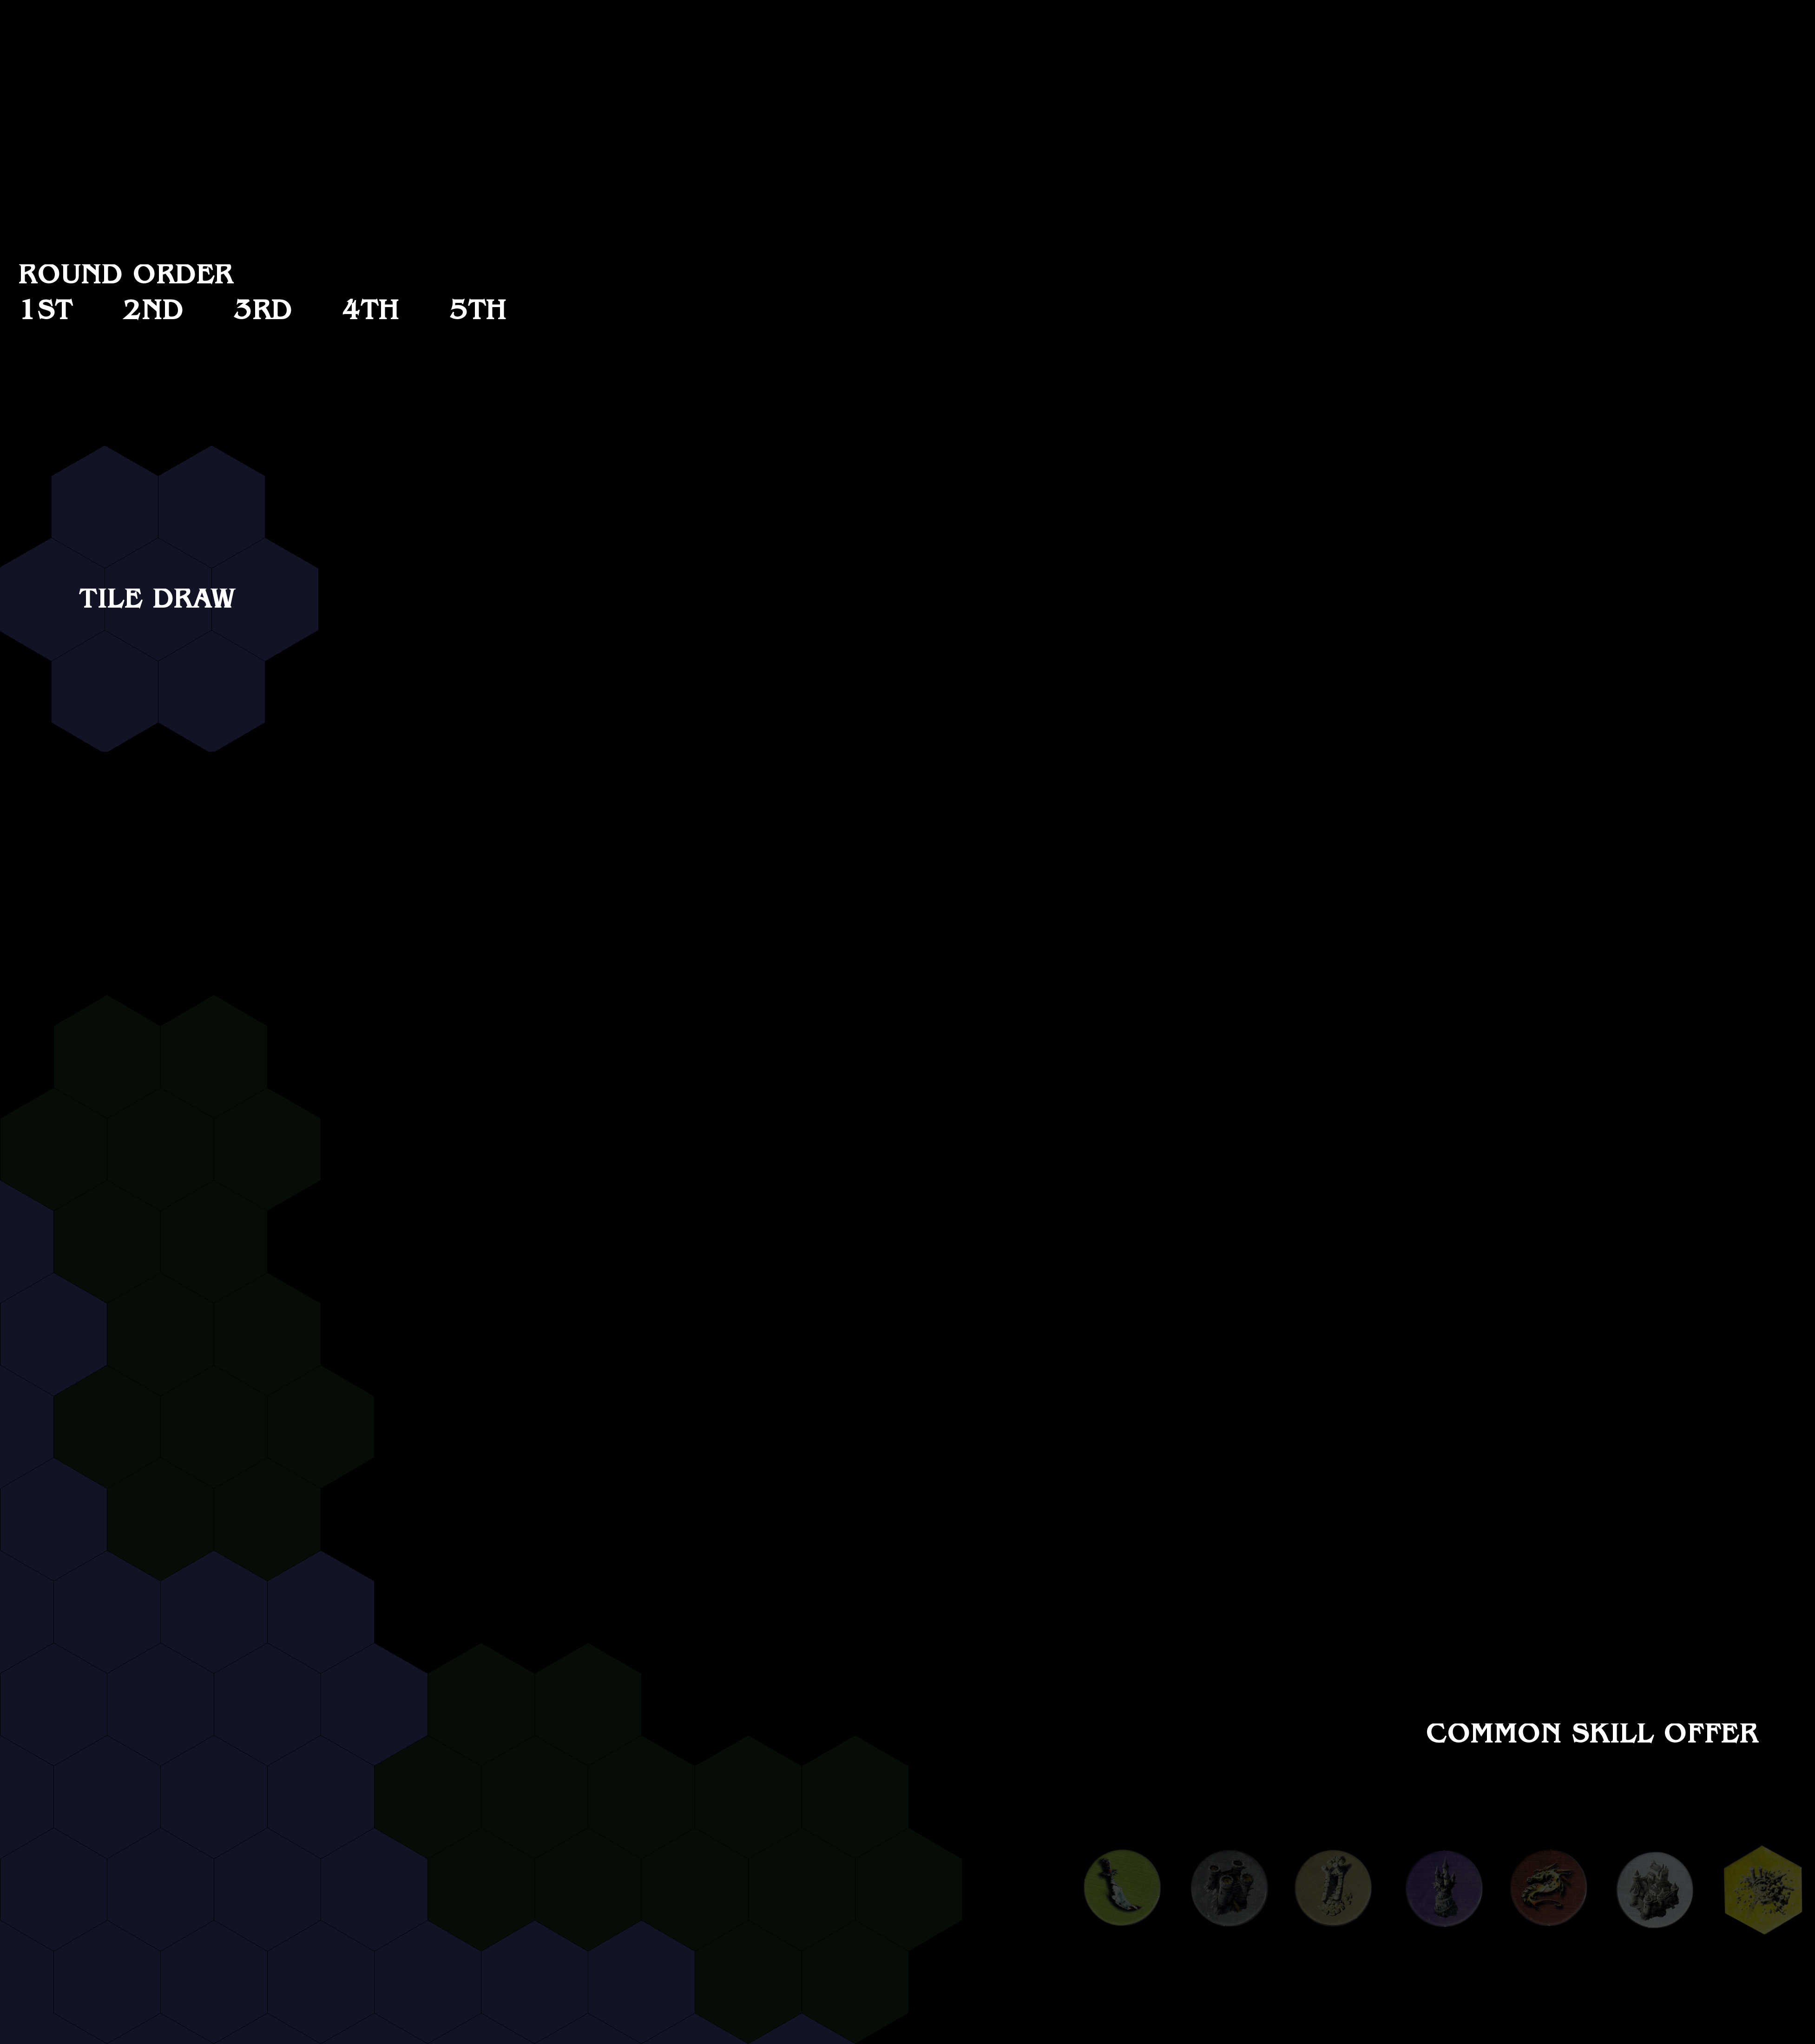 ROUND ORDER
1ST 2ND 3RD 4TH 5TH
TILE DRAW
COMMON SKILL OFFER